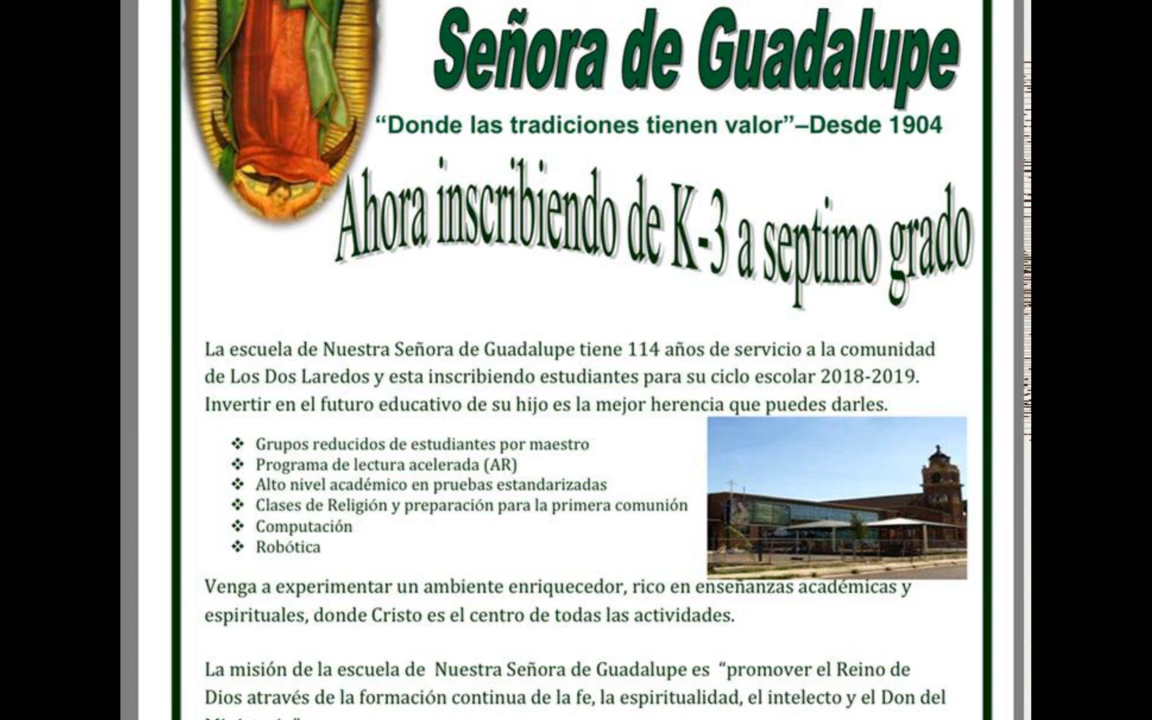 Señora de Guadalupe
“Donde las tradiciones tienen valor”–Desde 1904
Ahora inscribiendo de K-3 a septimo grado
La escuela de Nuestra Señora de Guadalupe tiene 114 años de servicio a la comunidad
de Los Dos Laredos y esta inscribiendo estudiantes para su ciclo escolar 2018-2019.
Invertir en el futuro educativo de su hijo es la mejor herencia que puedes darles.
❖ Grupos reducidos de estudiantes por maestro
❖ Programa de lectura acelerada (AR)
❖ Alto nivel académico en pruebas estandarizadas
❖ Clases de Religión y preparación para la primera comunión
❖ Computación
❖ Robótica
Venga a experimentar un ambiente enriquecedor, rico en enseñanzas académicas y
espirituales, donde Cristo es el centro de todas las actividades.
La misión de la escuela de Nuestra Señora de Guadalupe es “promover el Reino de
Dios através de la formación continua de la fe, la espiritualidad, el intelecto y el Don del